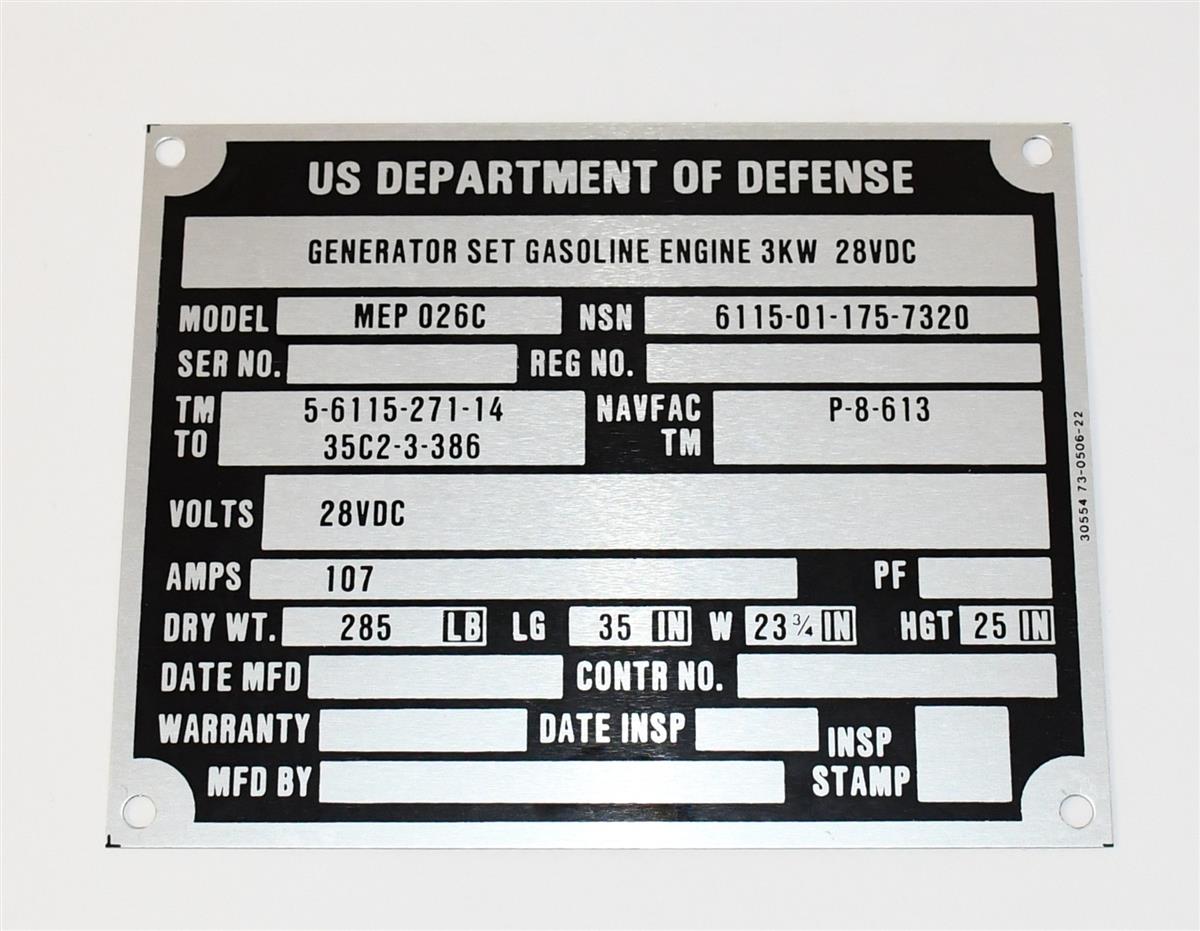 US DEPARTMENT OF DEFENSE
GENERATOR SET GASOLINE ENGINE 3KW 28VDC
MODEL MEP 026C NSN 6115-01-175-7320
SER NO. REG NO.
TM 5-6115-271-14 NAVFAC P-8-613
TO 35C2-3-386 TM
VOLTS 28VDC
AMPS 107 PF
DRY WT. 285 LB LG 35 IN W 23 3/4 IN HGT 25 IN
DATE MFD CONTR NO.
WARRANTY DATE INSP INSP
MFD BY STAMP
30554 73-0506-22